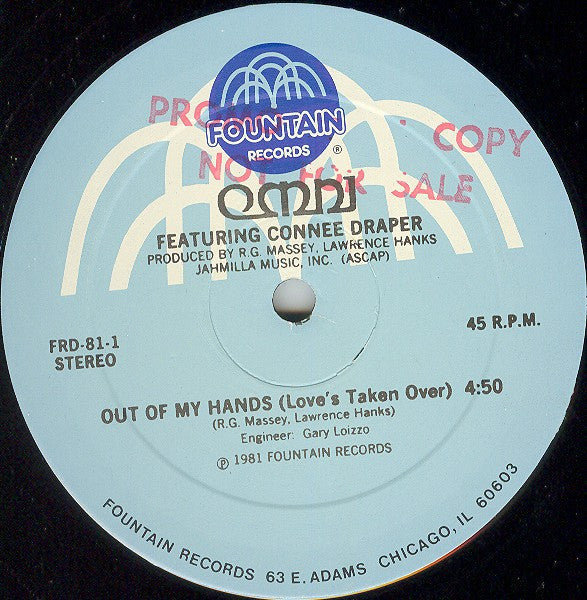 PROMO COPY
NOT FOR SALE
FOUNTAIN
RECORDS ®
omni
FEATURING CONNEE DRAPER
PRODUCED BY R.G. MASSEY, LAWRENCE HANKS
JAHMILLA MUSIC, INC. (ASCAP)
FRD-81-1
STEREO
45 R.P.M.
OUT OF MY HANDS (Love's Taken Over) 4:50
(R.G. Massey, Lawrence Hanks)
Engineer: Gary Loizzo
℗ 1981 FOUNTAIN RECORDS
FOUNTAIN RECORDS 63 E. ADAMS CHICAGO, IL 60603